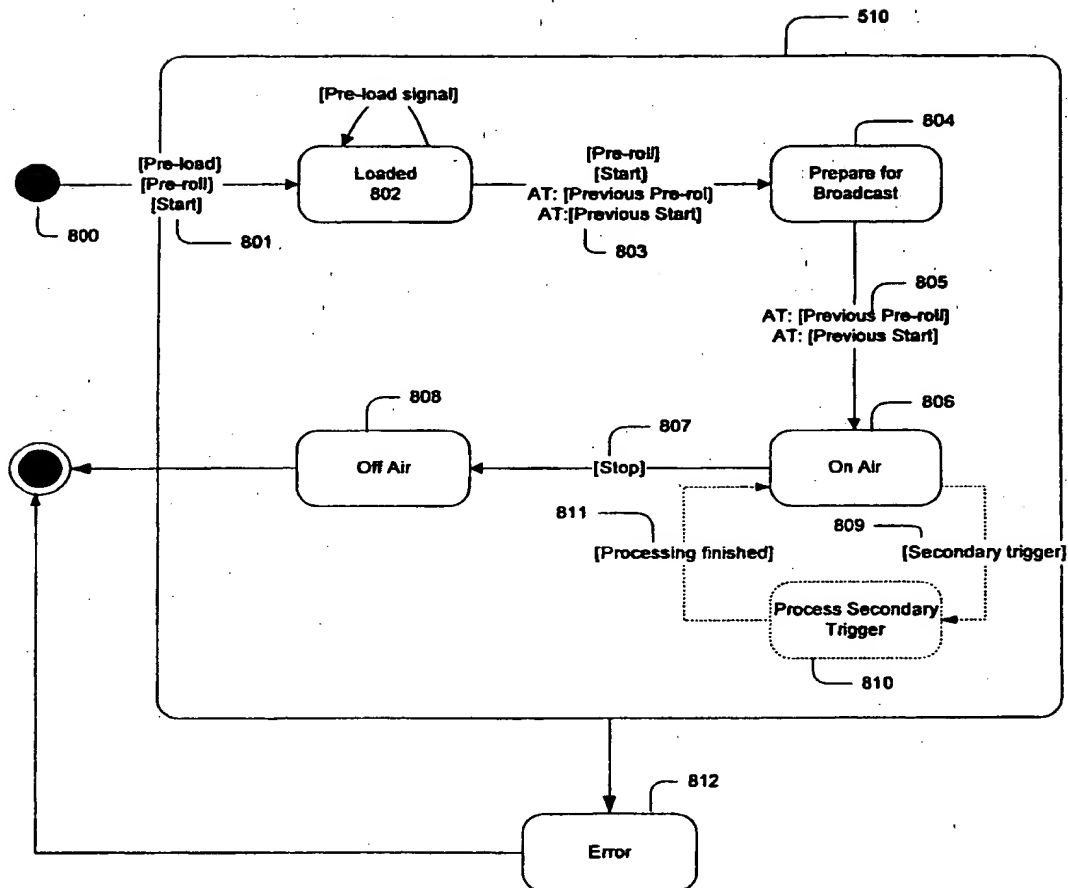 510
[Pre-load signal]
804
[Pre-load]
[Pre-roll]
[Start]
Loaded
802
[Pre-roll]
[Start]
AT: [Previous Pre-rol]
AT:[Previous Start]
Prepare for
Broadcast
800
801
803
805
AT: [Previous Pre-roll]
AT: [Previous Start]
808
807
806
Off Air
[Stop]
On Air
811
809
[Processing finished]
[Secondary trigger]
Process Secondary
Trigger
810
812
Error